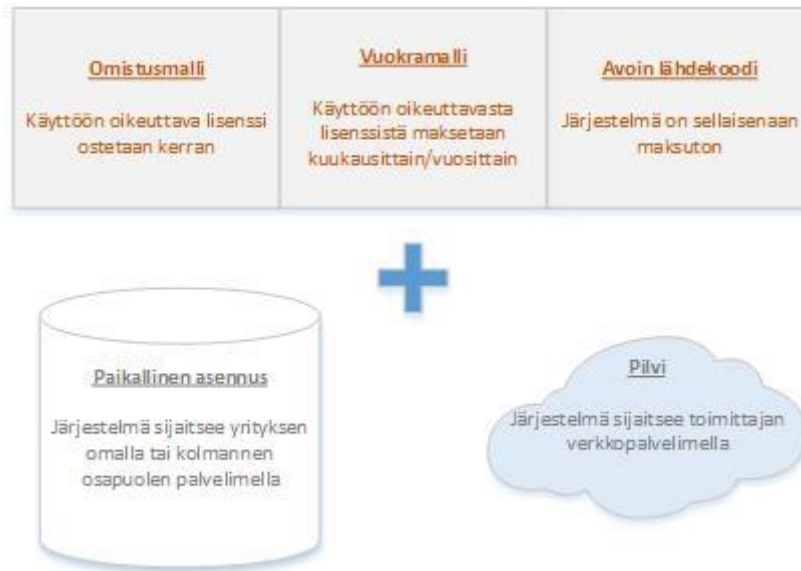 Omistusmalli
Käyttöön oikeuttava lisenssi
ostetaan kerran
Vuokramalli
Käyttöön oikeuttavasta
lisenssistä maksetaan
kuukausittain/vuosittain
Avoin lähdekoodi
Järjestelmä on sellaisenaan
maksuton
Paikallinen asennus
Järjestelmä sijaitsee yrityksen
omalla tai kolmannen
osapuolen palvelimella
Pilvi
Järjestelmä sijaitsee toimittajan
verkkopalvelimella